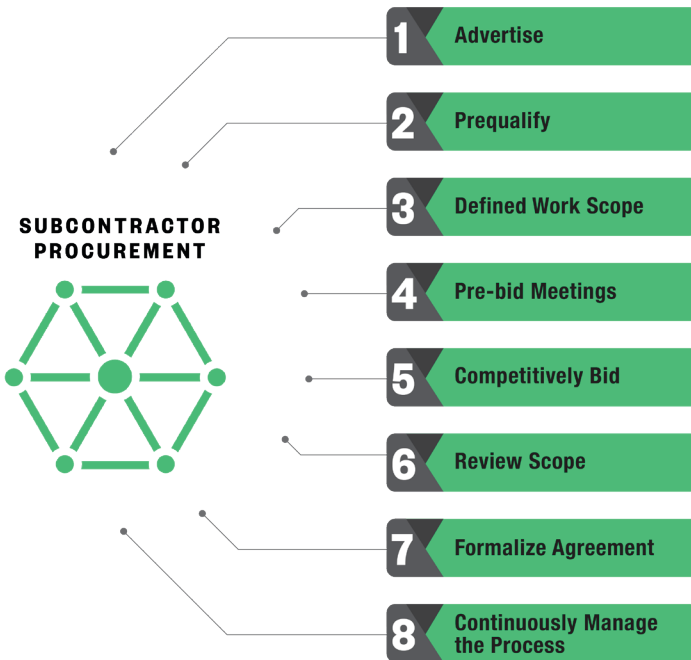 1 Advertise
2 Prequalify
SUBCONTRACTOR
PROCUREMENT
3 Defined Work Scope
4 Pre-bid Meetings
5 Competitively Bid
6 Review Scope
7 Formalize Agreement
8 Continuously Manage
the Process